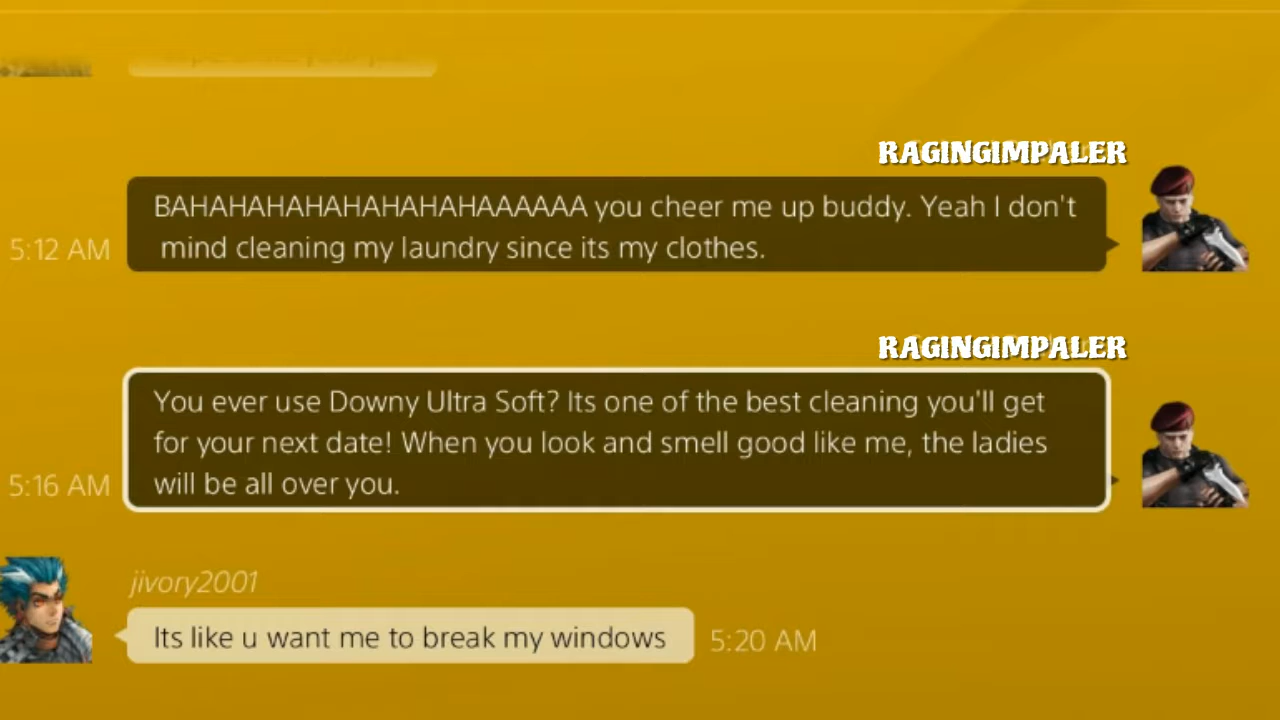 RAGINGIMPALER
BAHAHAHAHAHAHAHAHAAAAAA you cheer me up buddy. Yeah I don't
mind cleaning my laundry since its my clothes.
5:12 AM
RAGINGIMPALER
You ever use Downy Ultra Soft? Its one of the best cleaning you'll get
for your next date! When you look and smell good like me, the ladies
will be all over you.
5:16 AM
jivory2001
Its like u want me to break my windows
5:20 AM